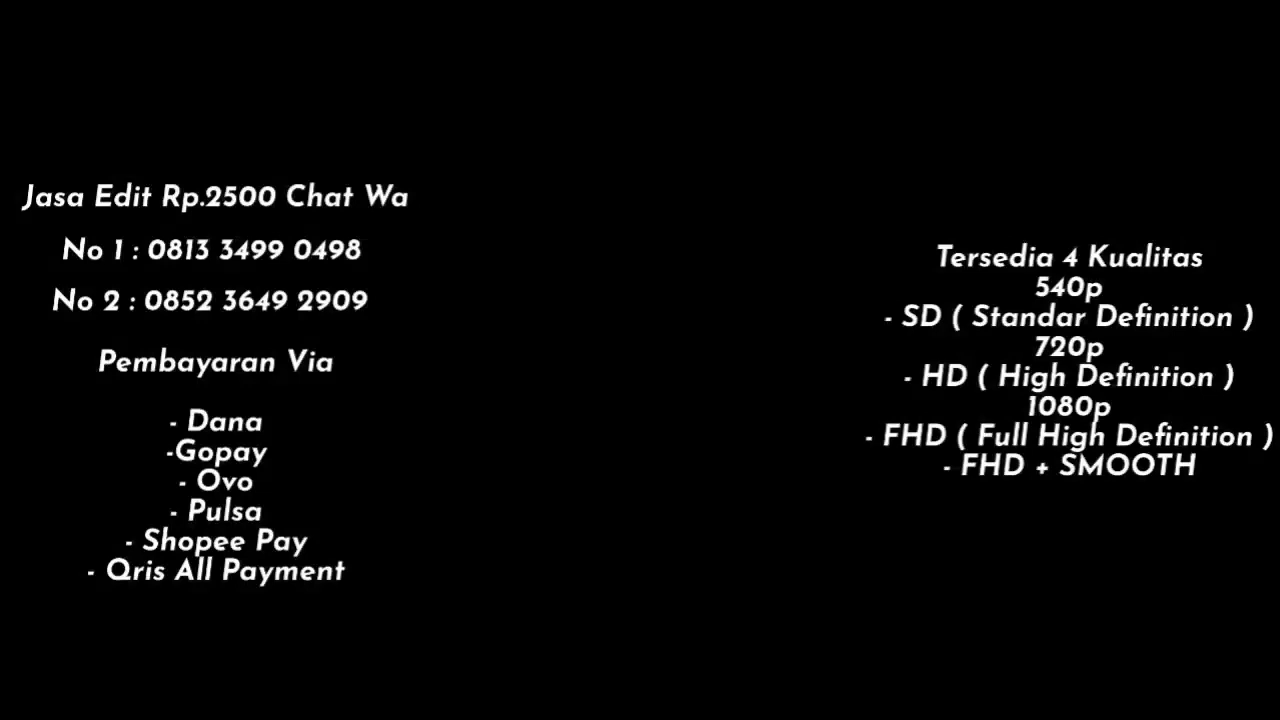 Jasa Edit Rp.2500 Chat Wa
No 1 : 0813 3499 0498
No 2 : 0852 3649 2909
Pembayaran Via
- Dana
-Gopay
- Ovo
- Pulsa
- Shopee Pay
- Qris All Payment
Tersedia 4 Kualitas
540p
- SD ( Standar Definition )
720p
- HD ( High Definition )
1080p
- FHD ( Full High Definition )
- FHD + SMOOTH